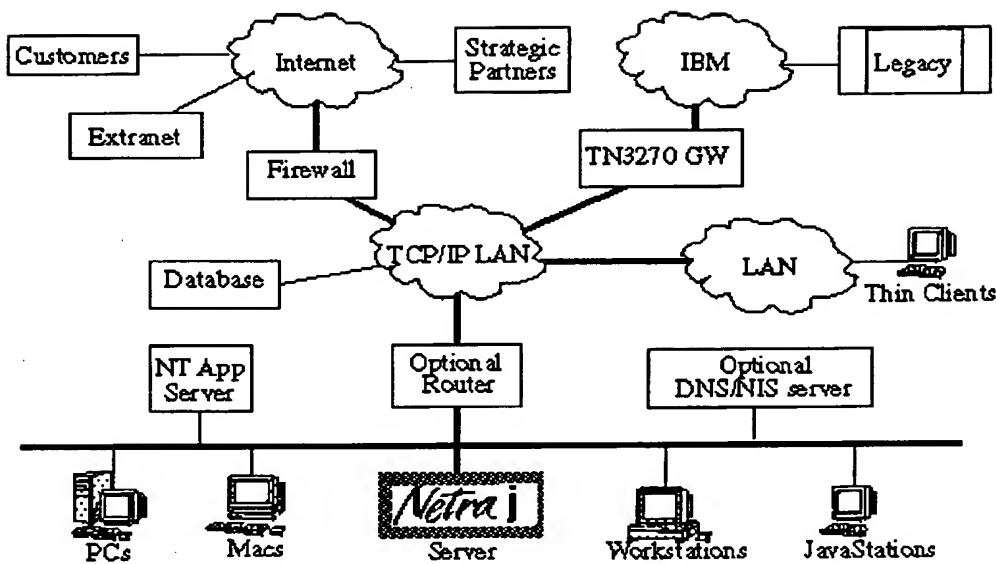 Customers
Internet
Strategic
Partners
IBM
Legacy
Extranet
Firewall
TN3270 GW
TCP/IP LAN
LAN
Database
Thin Clients
NT App
Server
Optional
Router
Optional
DNS/NIS server
Netra j
PCs
Macs
Server
Workstations
JavaStations